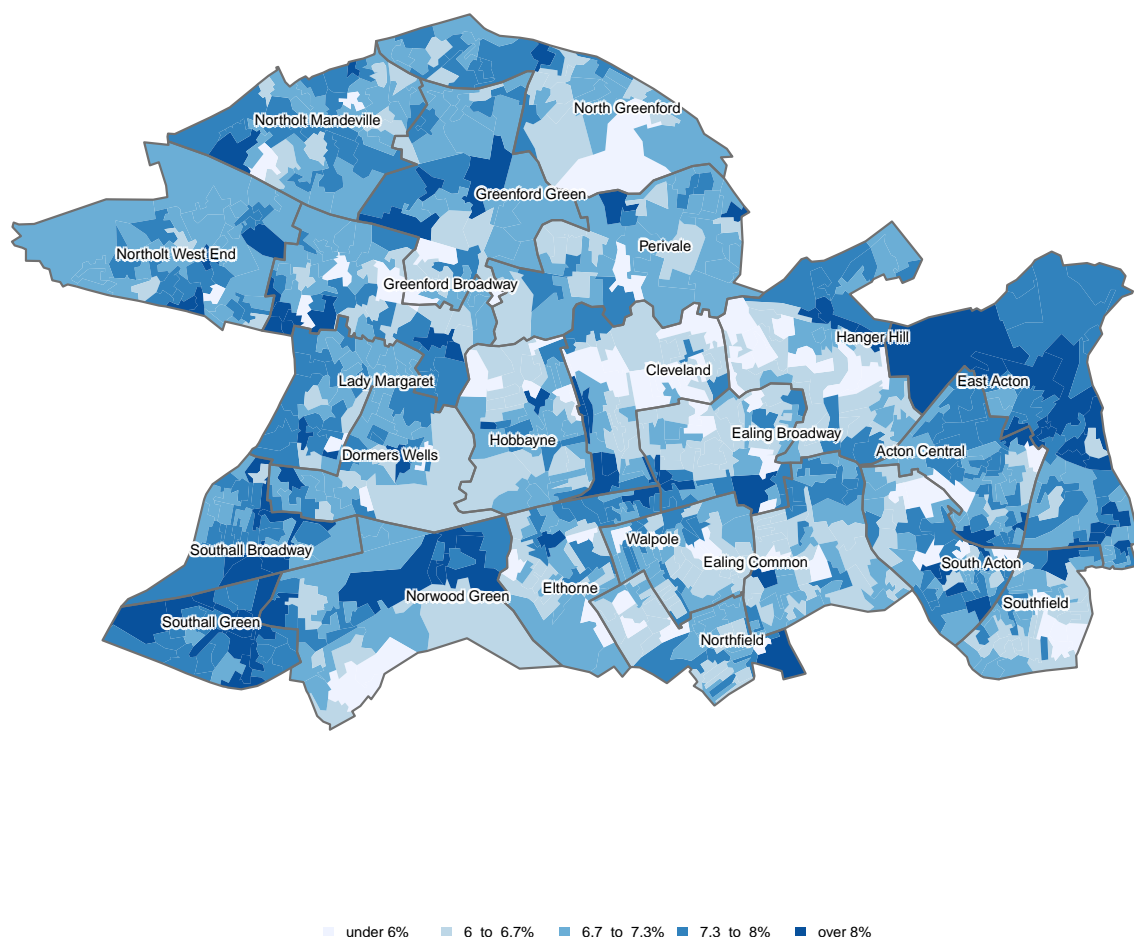 North Greenford
Northolt Mandeville
Greenford Green
Perivale
Northolt West End
Greenford Broadway
Hanger Hill
Cleveland
East Acton
Lady Margaret
Ealing Broadway
Hobbayne
Acton Central
Dormers Wells
Walpole
Southall Broadway
Ealing Common
South Acton
Elthorne
Norwood Green
Southfield
Southall Green
Northfield
under 6% 6 to 6.7% 6.7 to 7.3% 7.3 to 8% over 8%